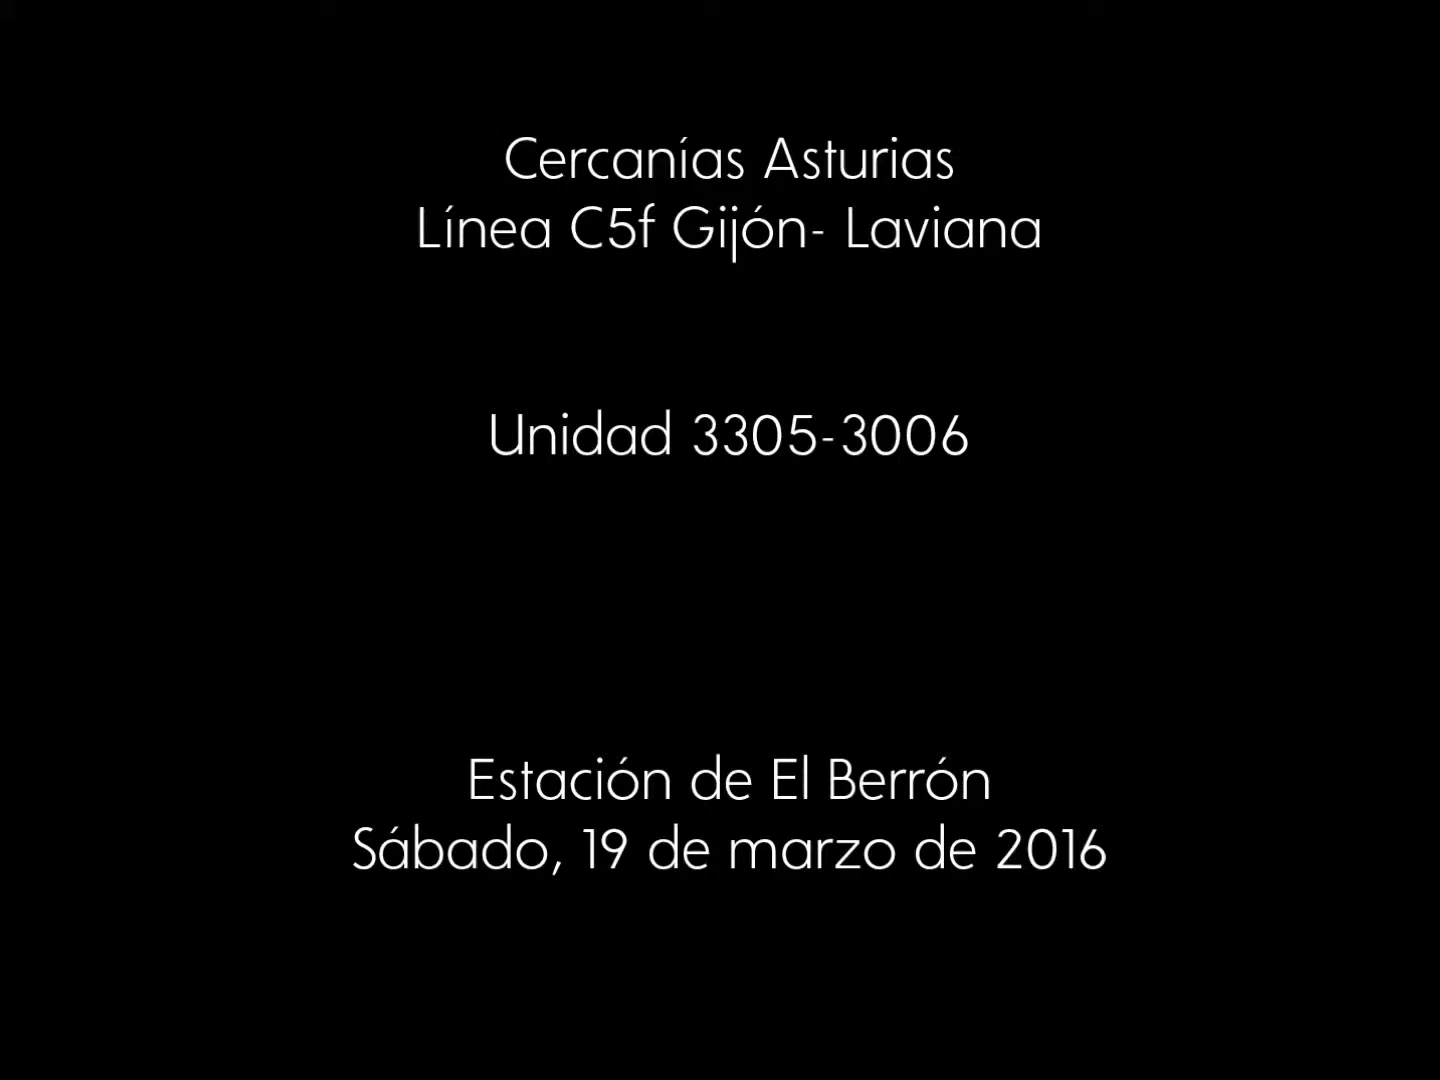 Cercanías Asturias
Línea C5f Gijón- Laviana
Unidad 3305-3006
Estación de El Berrón
Sábado, 19 de marzo de 2016